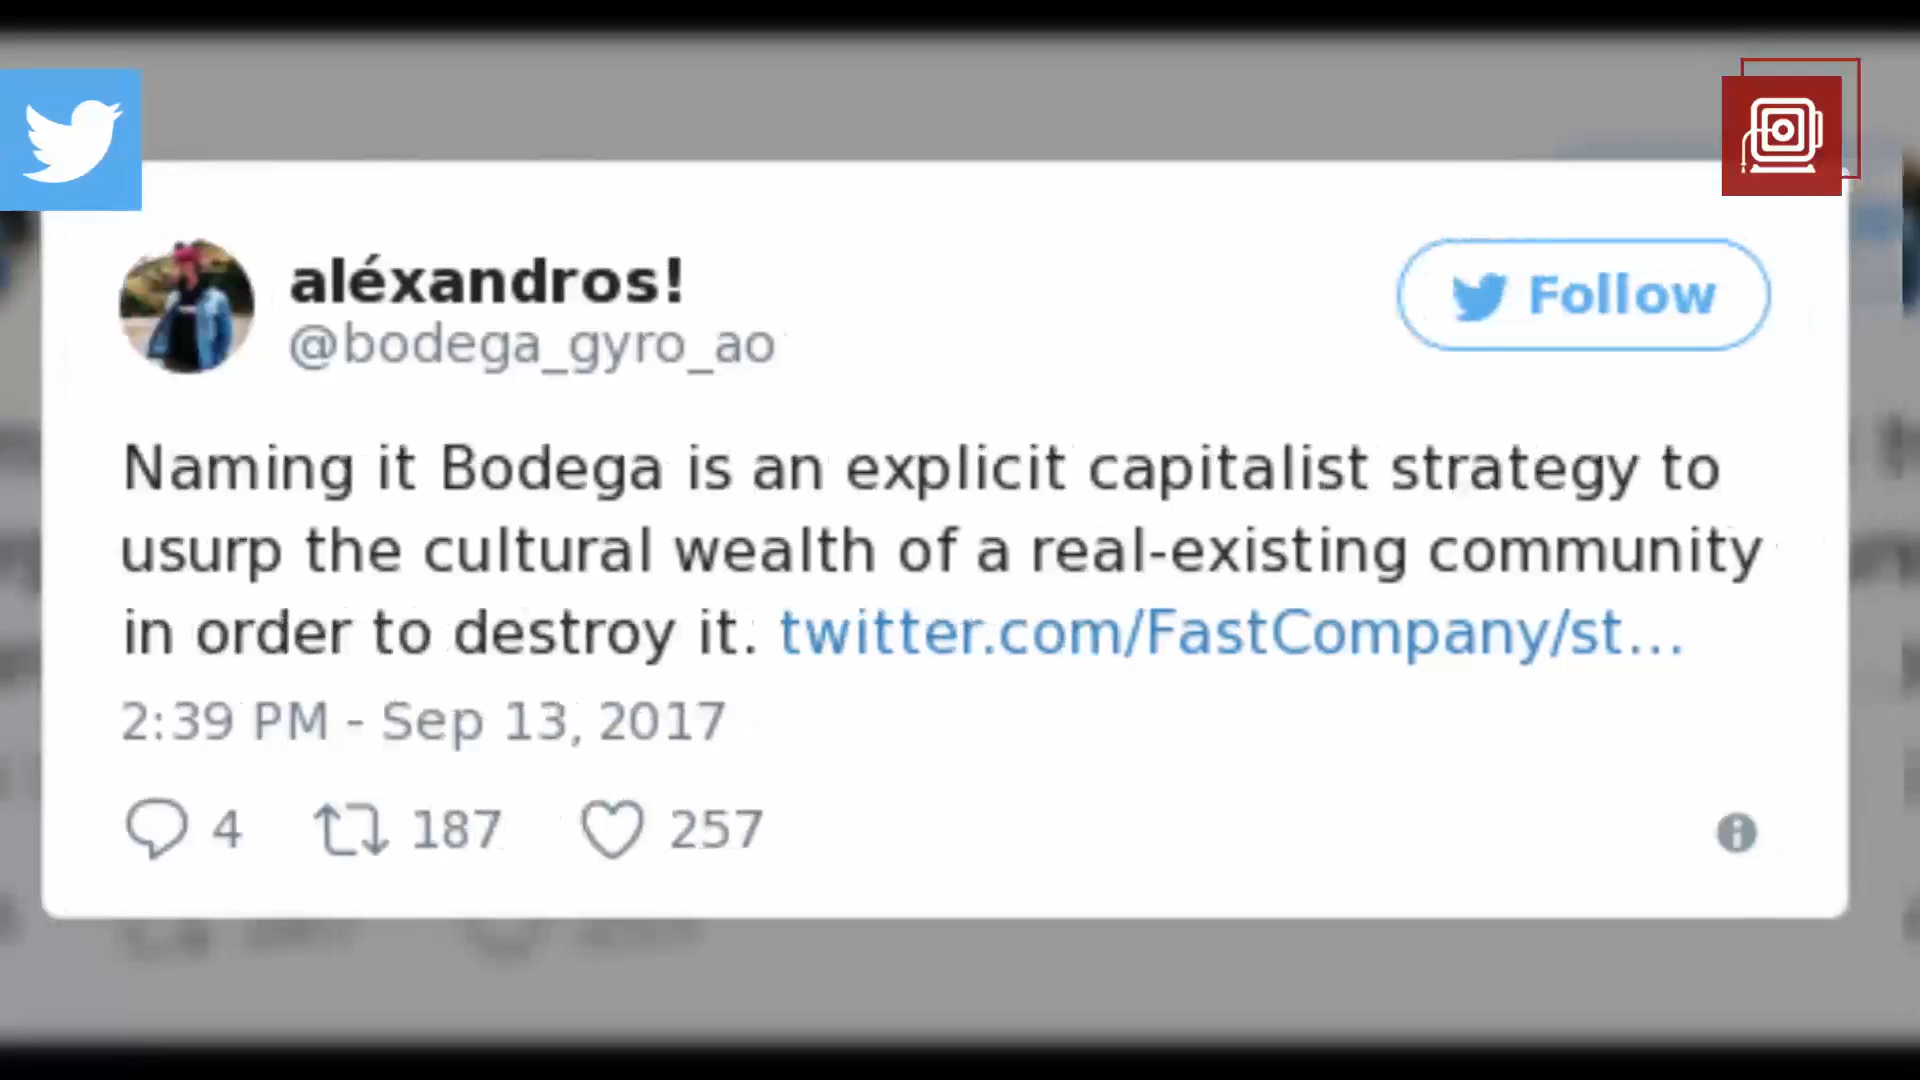 aléxandros!
@bodega_gyro_ao
Follow
Naming it Bodega is an explicit capitalist strategy to
usurp the cultural wealth of a real-existing community
in order to destroy it. twitter.com/FastCompany/st...
2:39 PM - Sep 13, 2017
4 187 257